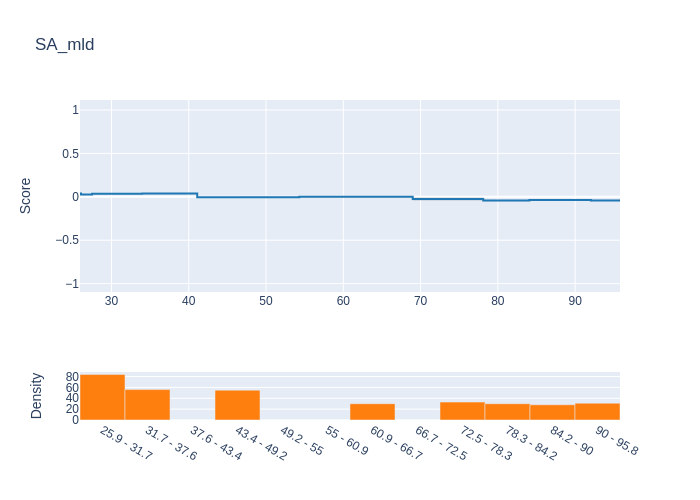 SA_mld
Score
1
0.5
0
−0.5
−1
30 40 50 60 70 80 90
Density
80
60
40
20
0
25.9 - 31.7
31.7 - 37.6
37.6 - 43.4
43.4 - 49.2
49.2 - 55
55 - 60.9
60.9 - 66.7
66.7 - 72.5
72.5 - 78.3
78.3 - 84.2
84.2 - 90
90 - 95.8